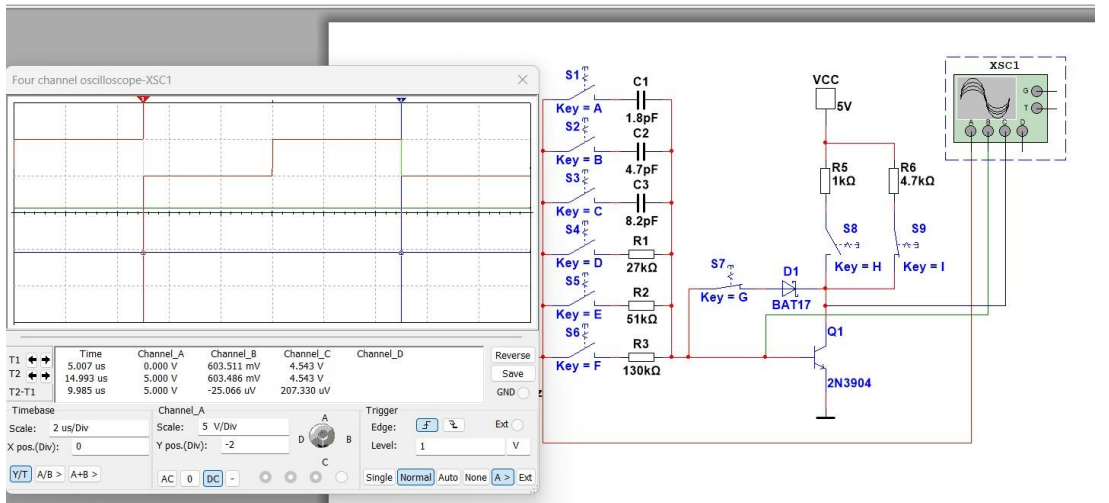 Four channel oscilloscope-XSC1
T1
T2
T2-T1
Time Channel_A Channel_B Channel_C Channel_D
5.007 us 0.000 V 603.511 mV 4.543 V
14.993 us 5.000 V 603.486 mV 4.543 V
9.985 us 5.000 V -25.066 uV 207.330 uV
Reverse
Save
GND
Timebase
Scale: 2 us/Div
X pos.(Div): 0
Y/T A/B > A+B >
Channel_A
Scale: 5 V/Div
Y pos.(Div): -2
AC 0 DC -
A
D B
C
Trigger
Edge:
Ext
Level: 1 V
Single Normal Auto None A > Ext
S1
Key = A
C1
1.8pF
S2
Key = B
C2
4.7pF
S3
Key = C
C3
8.2pF
S4
Key = D
R1
27kΩ
S5
Key = E
R2
51kΩ
S6
Key = F
R3
130kΩ
S7
Key = G
D1
BAT17
VCC
5V
R5
1kΩ
R6
4.7kΩ
S8
Key = H
S9
Key = I
Q1
2N3904
XSC1
G
T
A B C D